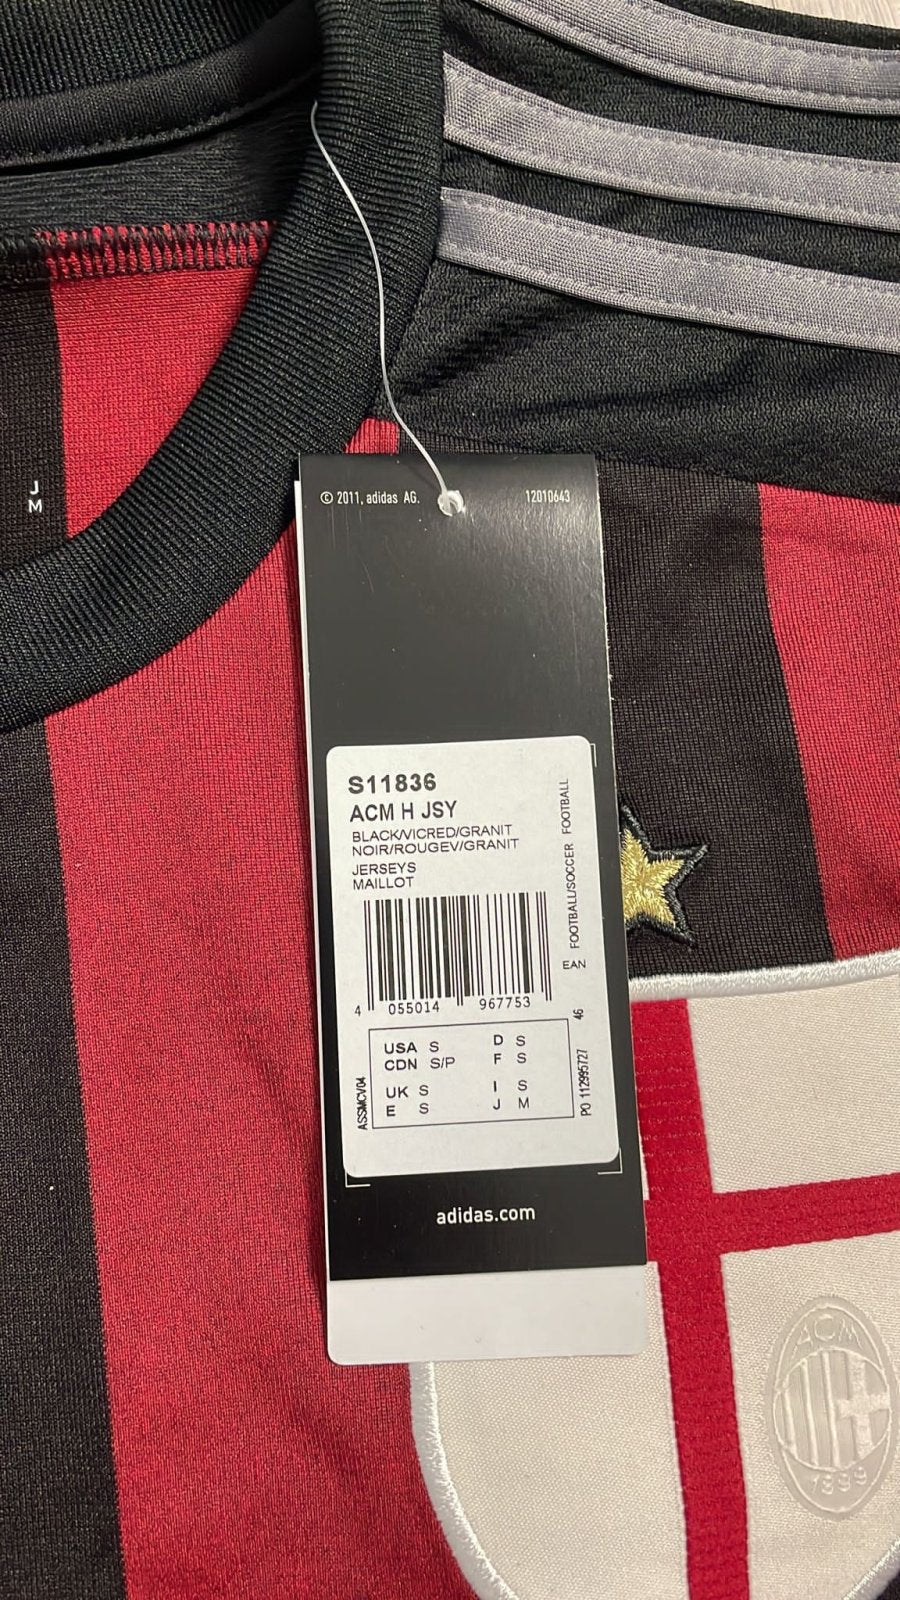 J
M
© 2011, adidas AG.
12010643
S11836
ACM H JSY
BLACK/VICRED/GRANIT
NOIR/ROUGEV/GRANIT
JERSEYS
MAILLOT
FOOTBALL/SOCCER FOOTBALL
EAN
4 055014 967753
46
USA S
CDN S/P
UK S
E S
D S
F S
I S
J M
ASSMCV04
PO 112995727
adidas.com
ACM
1899